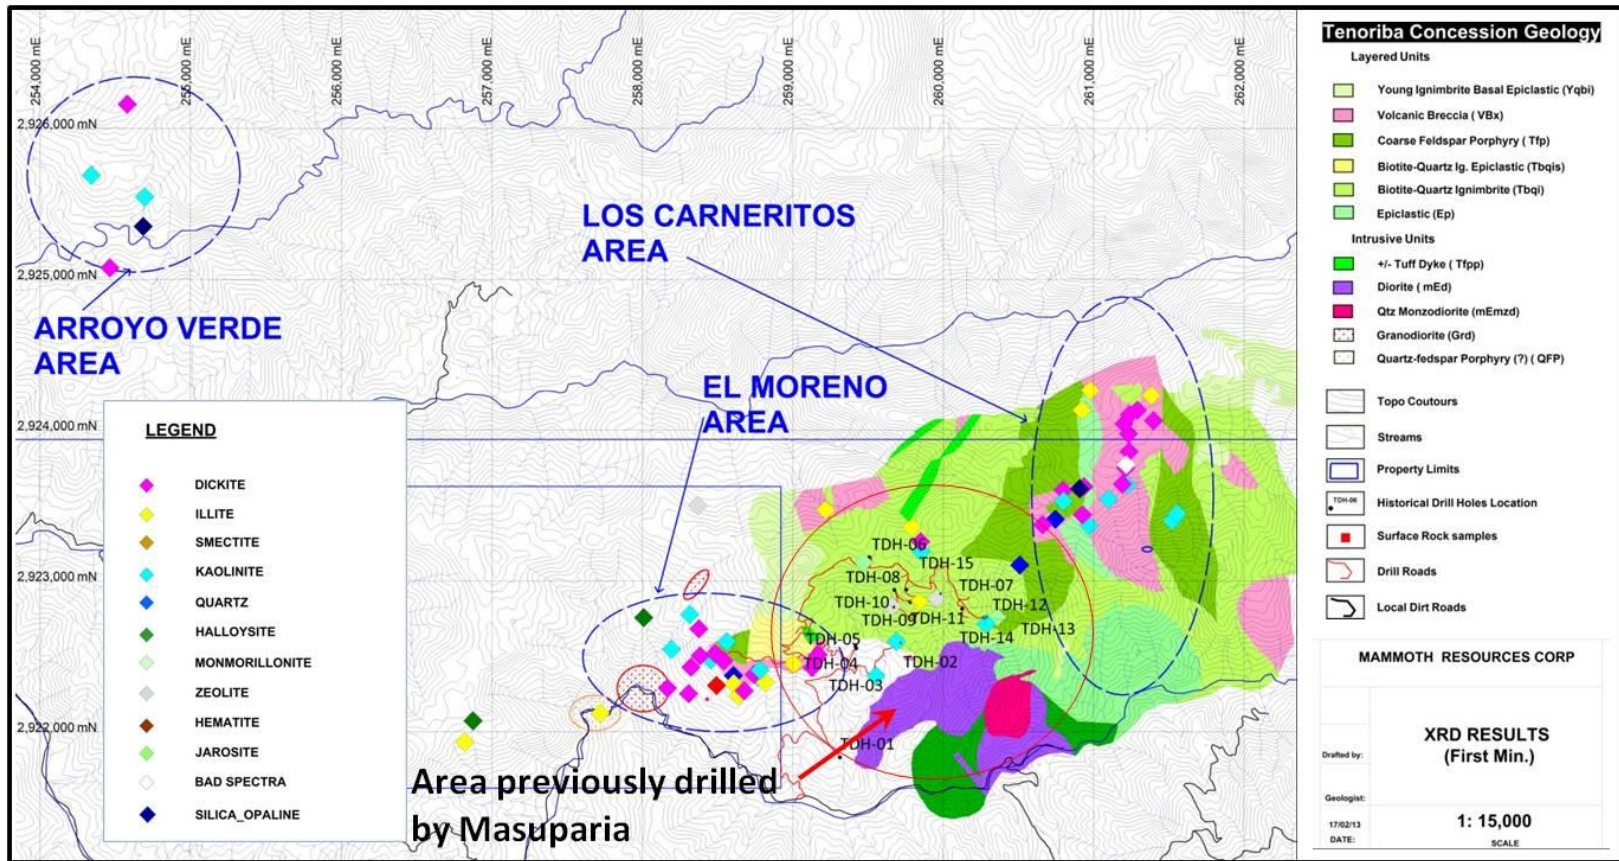 254,000 mE
255,000 mE
256,000 mE
257,000 mE
258,000 mE
259,000 mE
260,000 mE
261,000 mE
262,000 mE
2,926,000 mN
2,925,000 mN
2,924,000 mN
2,923,000 mN
2,922,000 mN
ARROYO VERDE
AREA
LOS CARNERITOS
AREA
EL MORENO
AREA
LEGEND
DICKITE
ILLITE
SMECTITE
KAOLINITE
QUARTZ
HALLOYSITE
MONMORILLONITE
ZEOLITE
HEMATITE
JAROSITE
BAD SPECTRA
SILICA_OPALINE
TDH-06
TDH-15
TDH-08
TDH-07
TDH-10
TDH-12
TDH-11
TDH-09
TDH-13
TDH-14
TDH-05
TDH-04
TDH-02
TDH-03
TDH-01
Area previously drilled
by Masuparia
Tenoriba Concession Geology
Layered Units
Young Ignimbrite Basal Epiclastic (Yqbi)
Volcanic Breccia ( VBx)
Coarse Feldspar Porphyry ( Tfp)
Biotite-Quartz Ig. Epiclastic (Tbqis)
Biotite-Quartz Ignimbrite (Tbqi)
Epiclastic (Ep)
Intrusive Units
+/- Tuff Dyke ( Tfpp)
Diorite ( mEd)
Qtz Monzodiorite (mEmzd)
Granodiorite (Grd)
Quartz-fedspar Porphyry (?) ( QFP)
Topo Coutours
Streams
Property Limits
TDH-06
Historical Drill Holes Location
Surface Rock samples
Drill Roads
Local Dirt Roads
MAMMOTH RESOURCES CORP
Drafted by:
XRD RESULTS
(First Min.)
Geologist:
17/02/13
DATE:
1: 15,000
SCALE